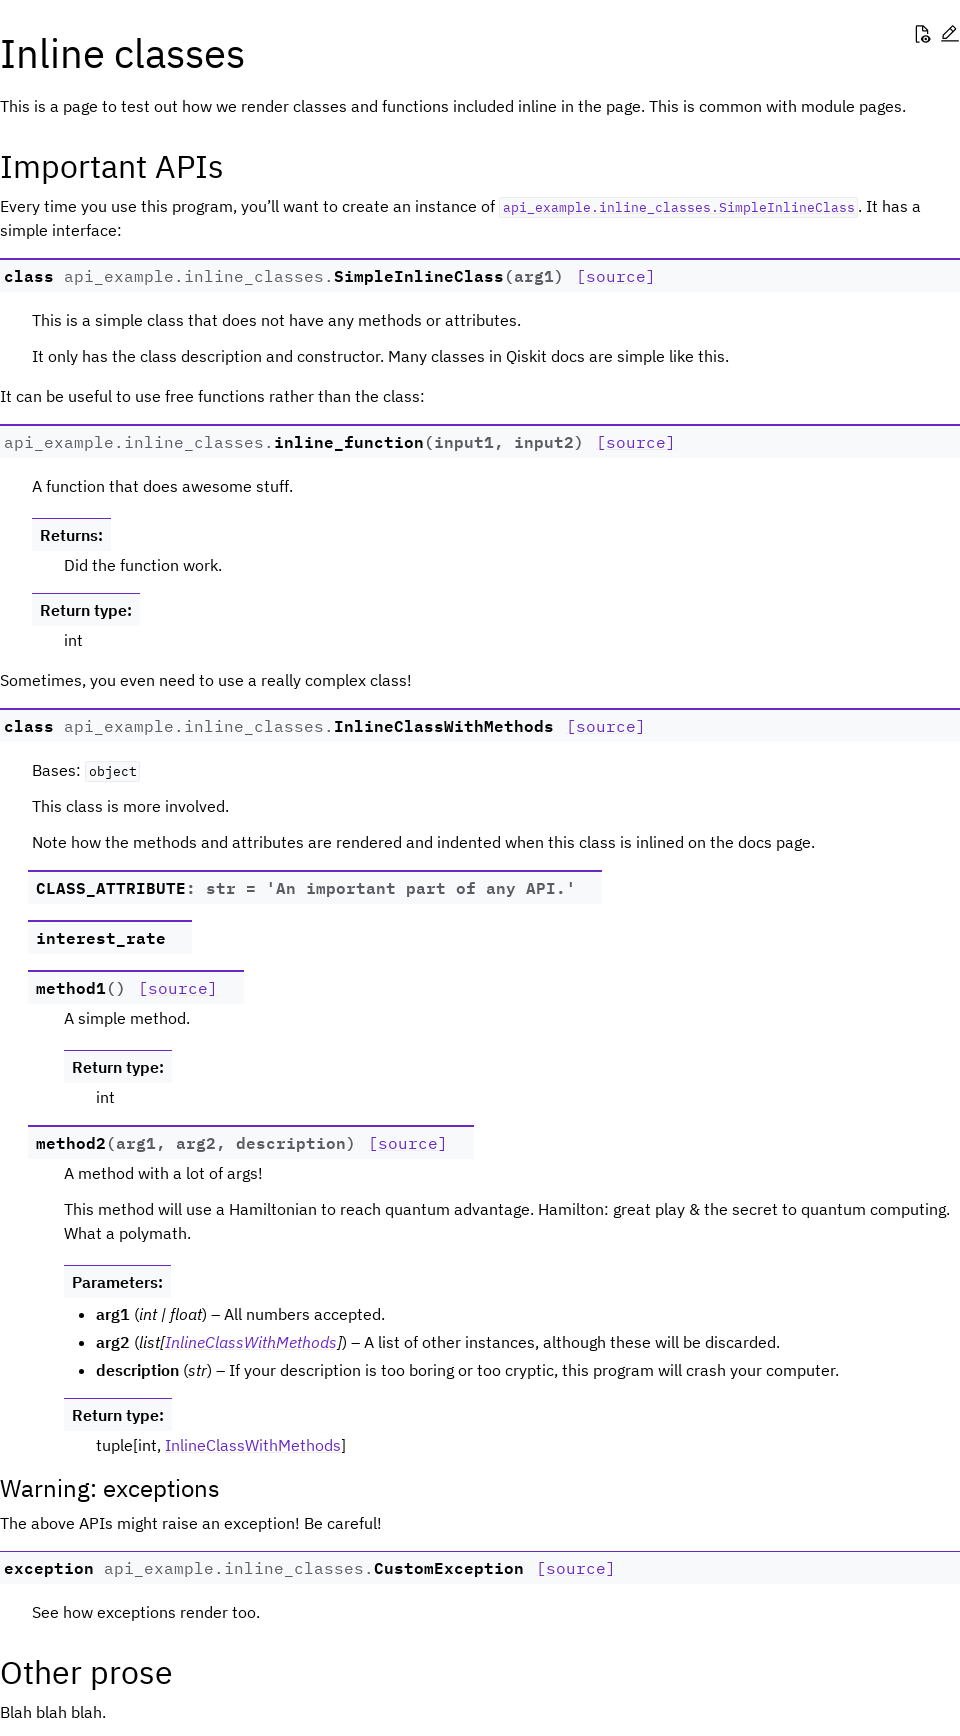 Inline classes
This is a page to test out how we render classes and functions included inline in the page. This is common with module pages.
Important APIs
Every time you use this program, you’ll want to create an instance of api_example.inline_classes.SimpleInlineClass. It has a
simple interface:
class api_example.inline_classes.SimpleInlineClass(arg1) [source]
This is a simple class that does not have any methods or attributes.
It only has the class description and constructor. Many classes in Qiskit docs are simple like this.
It can be useful to use free functions rather than the class:
api_example.inline_classes.inline_function(input1, input2) [source]
A function that does awesome stuff.
Returns:
Did the function work.
Return type:
int
Sometimes, you even need to use a really complex class!
class api_example.inline_classes.InlineClassWithMethods [source]
Bases: object
This class is more involved.
Note how the methods and attributes are rendered and indented when this class is inlined on the docs page.
CLASS_ATTRIBUTE: str = 'An important part of any API.'
interest_rate
method1() [source]
A simple method.
Return type:
int
method2(arg1, arg2, description) [source]
A method with a lot of args!
This method will use a Hamiltonian to reach quantum advantage. Hamilton: great play & the secret to quantum computing.
What a polymath.
Parameters:
• arg1 (int | float) – All numbers accepted.
• arg2 (list[InlineClassWithMethods]) – A list of other instances, although these will be discarded.
• description (str) – If your description is too boring or too cryptic, this program will crash your computer.
Return type:
tuple[int, InlineClassWithMethods]
Warning: exceptions
The above APIs might raise an exception! Be careful!
exception api_example.inline_classes.CustomException [source]
See how exceptions render too.
Other prose
Blah blah blah.